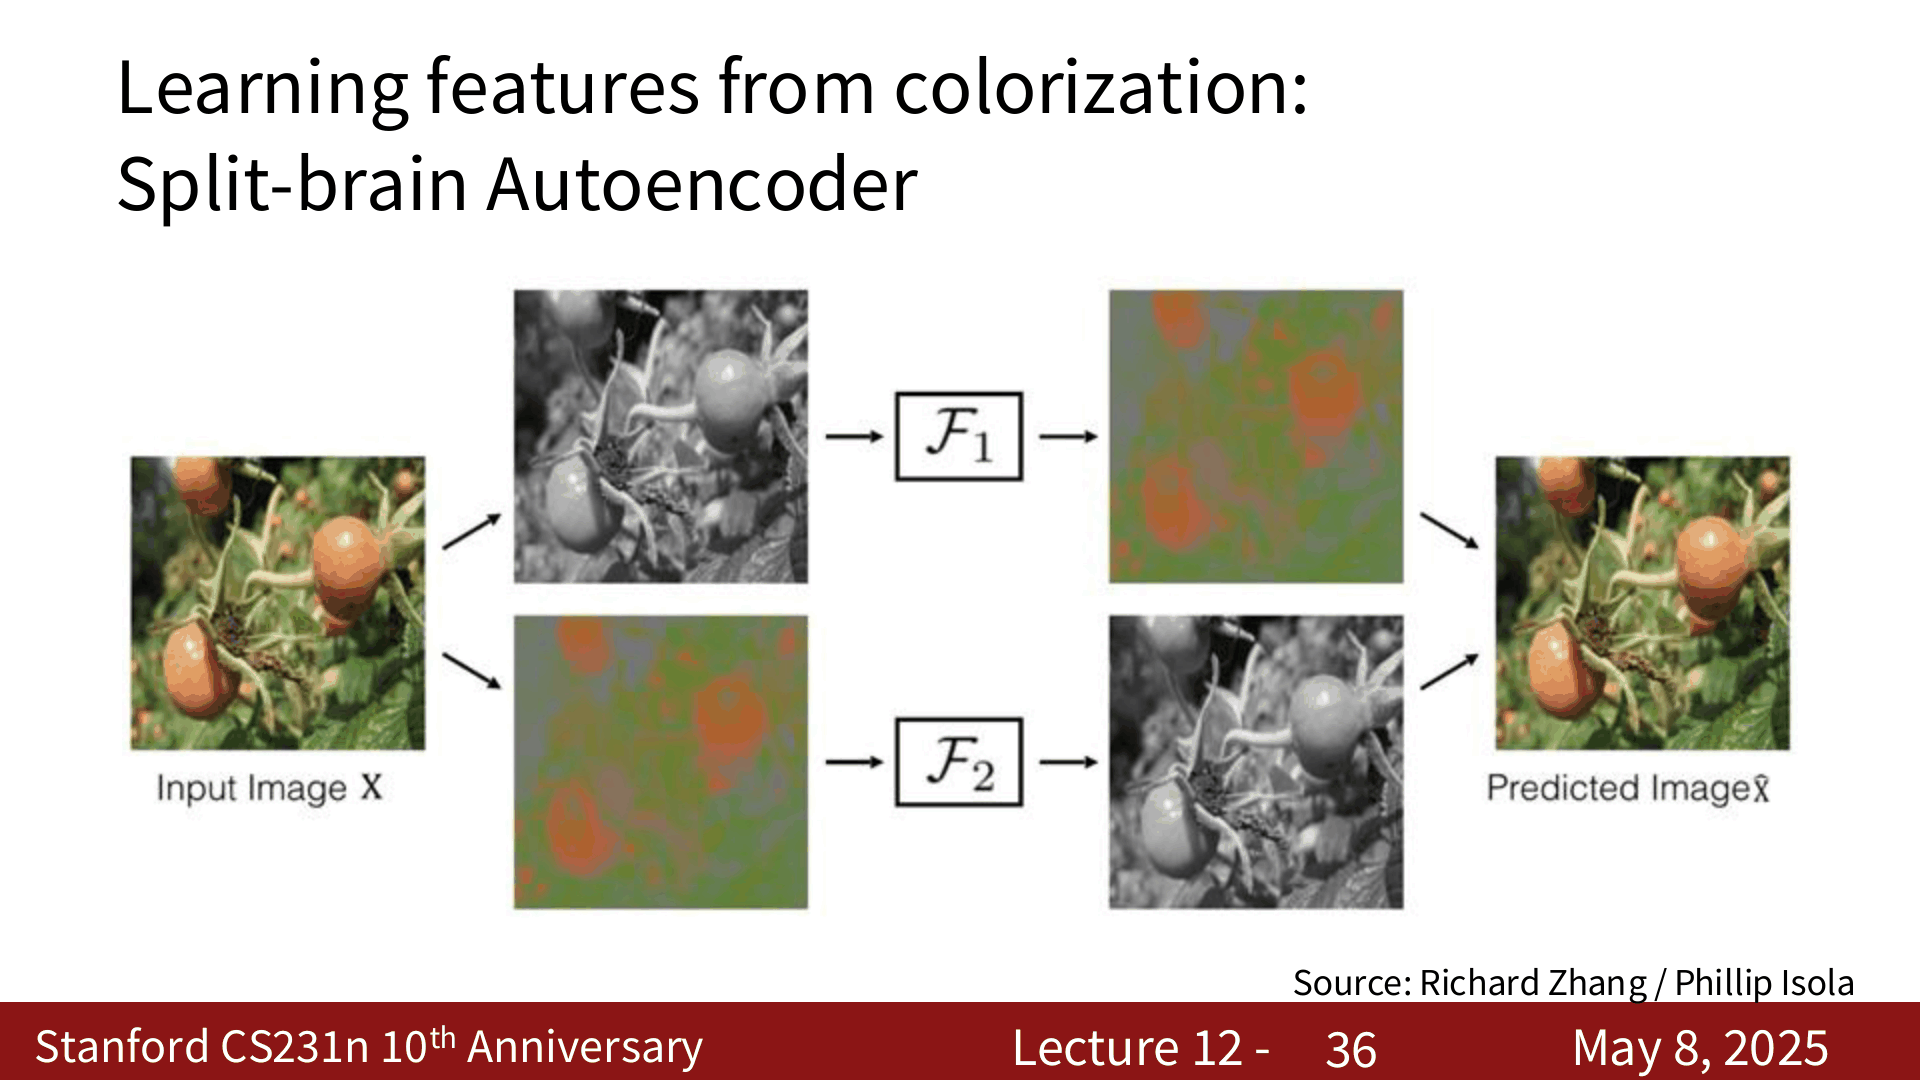 Learning features from colorization:
Split-brain Autoencoder
ℱ1
Input Image X
ℱ2
Predicted Image x̂
Source: Richard Zhang / Phillip Isola
Stanford CS231n 10th Anniversary
Lecture 12 - 36
May 8, 2025